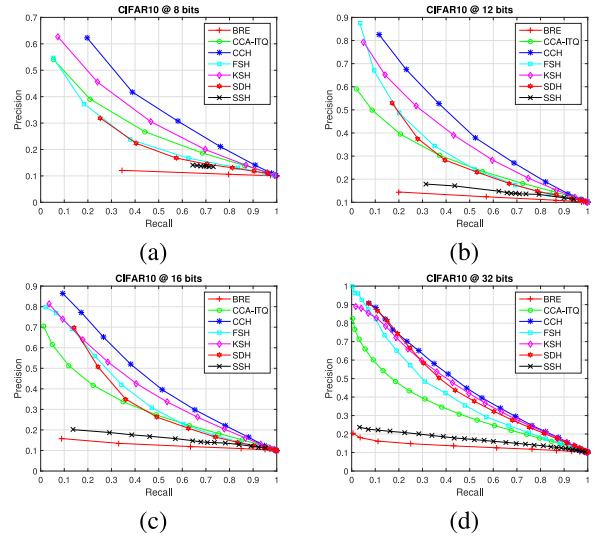 CIFAR10 @ 8 bits
0.7
0.6
0.5
0.4
0.3
0.2
0.1
0
Precision
0 0.1 0.2 0.3 0.4 0.5 0.6 0.7 0.8 0.9 1
Recall
BRE
CCA-ITQ
CCH
FSH
KSH
SDH
SSH
(a)
CIFAR10 @ 12 bits
0.9
0.8
0.7
0.6
0.5
0.4
0.3
0.2
0.1
Precision
0 0.1 0.2 0.3 0.4 0.5 0.6 0.7 0.8 0.9 1
Recall
BRE
CCA-ITQ
CCH
FSH
KSH
SDH
SSH
(b)
CIFAR10 @ 16 bits
0.9
0.8
0.7
0.6
0.5
0.4
0.3
0.2
0.1
0
Precision
0 0.1 0.2 0.3 0.4 0.5 0.6 0.7 0.8 0.9 1
Recall
BRE
CCA-ITQ
CCH
FSH
KSH
SDH
SSH
(c)
CIFAR10 @ 32 bits
1
0.9
0.8
0.7
0.6
0.5
0.4
0.3
0.2
0.1
0
Precision
0 0.1 0.2 0.3 0.4 0.5 0.6 0.7 0.8 0.9 1
Recall
BRE
CCA-ITQ
CCH
FSH
KSH
SDH
SSH
(d)